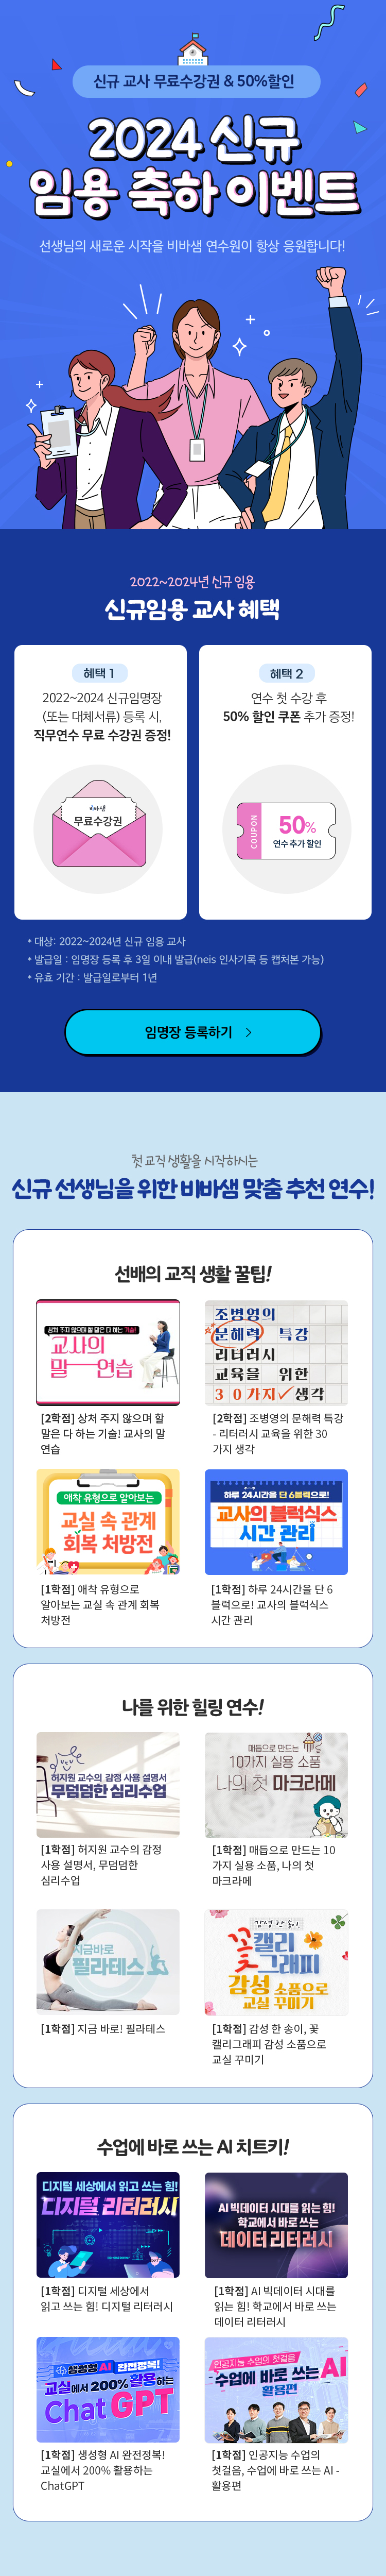 신규 교사 무료수강권 & 50%할인
2024 신규
임용 축하 이벤트
선생님의 새로운 시작을 비바샘 연수원이 항상 응원합니다!
2022~2024년 신규 임용
신규임용 교사 혜택
혜택 1
2022~2024 신규임명장
(또는 대체서류) 등록 시,
직무연수 무료 수강권 증정!
비바샘
무료수강권
혜택 2
연수 첫 수강 후
50% 할인 쿠폰 추가 증정!
COUPON
50%
연수 추가 할인
* 대상: 2022~2024년 신규 임용 교사
* 발급일 : 임명장 등록 후 3일 이내 발급(neis 인사기록 등 캡처본 가능)
* 유효 기간 : 발급일로부터 1년
임명장 등록하기 >
첫 교직 생활을 시작하시는
신규 선생님을 위한 비바샘 맞춤 추천 연수!
선배의 교직 생활 꿀팁!
상처 주지 않으며 할 말은 다 하는 기술!
교사의
말 연습
[2학점] 상처 주지 않으며 할
말은 다 하는 기술! 교사의 말
연습
조병영의
문해력 특강
리터러시
교육을 위한
30가지 생각
[2학점] 조병영의 문해력 특강
- 리터러시 교육을 위한 30
가지 생각
애착 유형으로 알아보는
교실 속 관계
회복 처방전
[1학점] 애착 유형으로
알아보는 교실 속 관계 회복
처방전
하루 24시간을 단 6블럭으로!
교사의 블럭식스
시간 관리
[1학점] 하루 24시간을 단 6
블럭으로! 교사의 블럭식스
시간 관리
나를 위한 힐링 연수!
허지원 교수의 감정 사용 설명서
무덤덤한 심리수업
[1학점] 허지원 교수의 감정
사용 설명서, 무덤덤한
심리수업
매듭으로 만드는
10가지 실용 소품
나의 첫 마크라메
[1학점] 매듭으로 만드는 10
가지 실용 소품, 나의 첫
마크라메
지금바로
필라테스
[1학점] 지금 바로! 필라테스
감성 한 송이,
꽃 캘리
그래피
감성 소품으로
교실 꾸미기
[1학점] 감성 한 송이, 꽃
캘리그래피 감성 소품으로
교실 꾸미기
수업에 바로 쓰는 AI 치트키!
디지털 세상에서 읽고 쓰는 힘!
디지털 리터러시
[1학점] 디지털 세상에서
읽고 쓰는 힘! 디지털 리터러시
AI 빅데이터 시대를 읽는 힘!
학교에서 바로 쓰는
데이터 리터러시
[1학점] AI 빅데이터 시대를
읽는 힘! 학교에서 바로 쓰는
데이터 리터러시
생성형 AI 완전정복!
교실에서 200% 활용하는
Chat GPT
[1학점] 생성형 AI 완전정복!
교실에서 200% 활용하는
ChatGPT
인공지능 수업의 첫걸음
수업에 바로 쓰는 AI
활용편
[1학점] 인공지능 수업의
첫걸음, 수업에 바로 쓰는 AI -
활용편